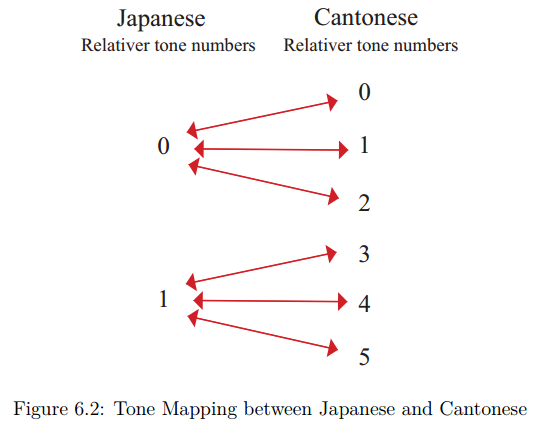 Japanese Cantonese
Relativer tone numbers Relativer tone numbers
0
0 1
2
3
1 4
5
Figure 6.2: Tone Mapping between Japanese and Cantonese